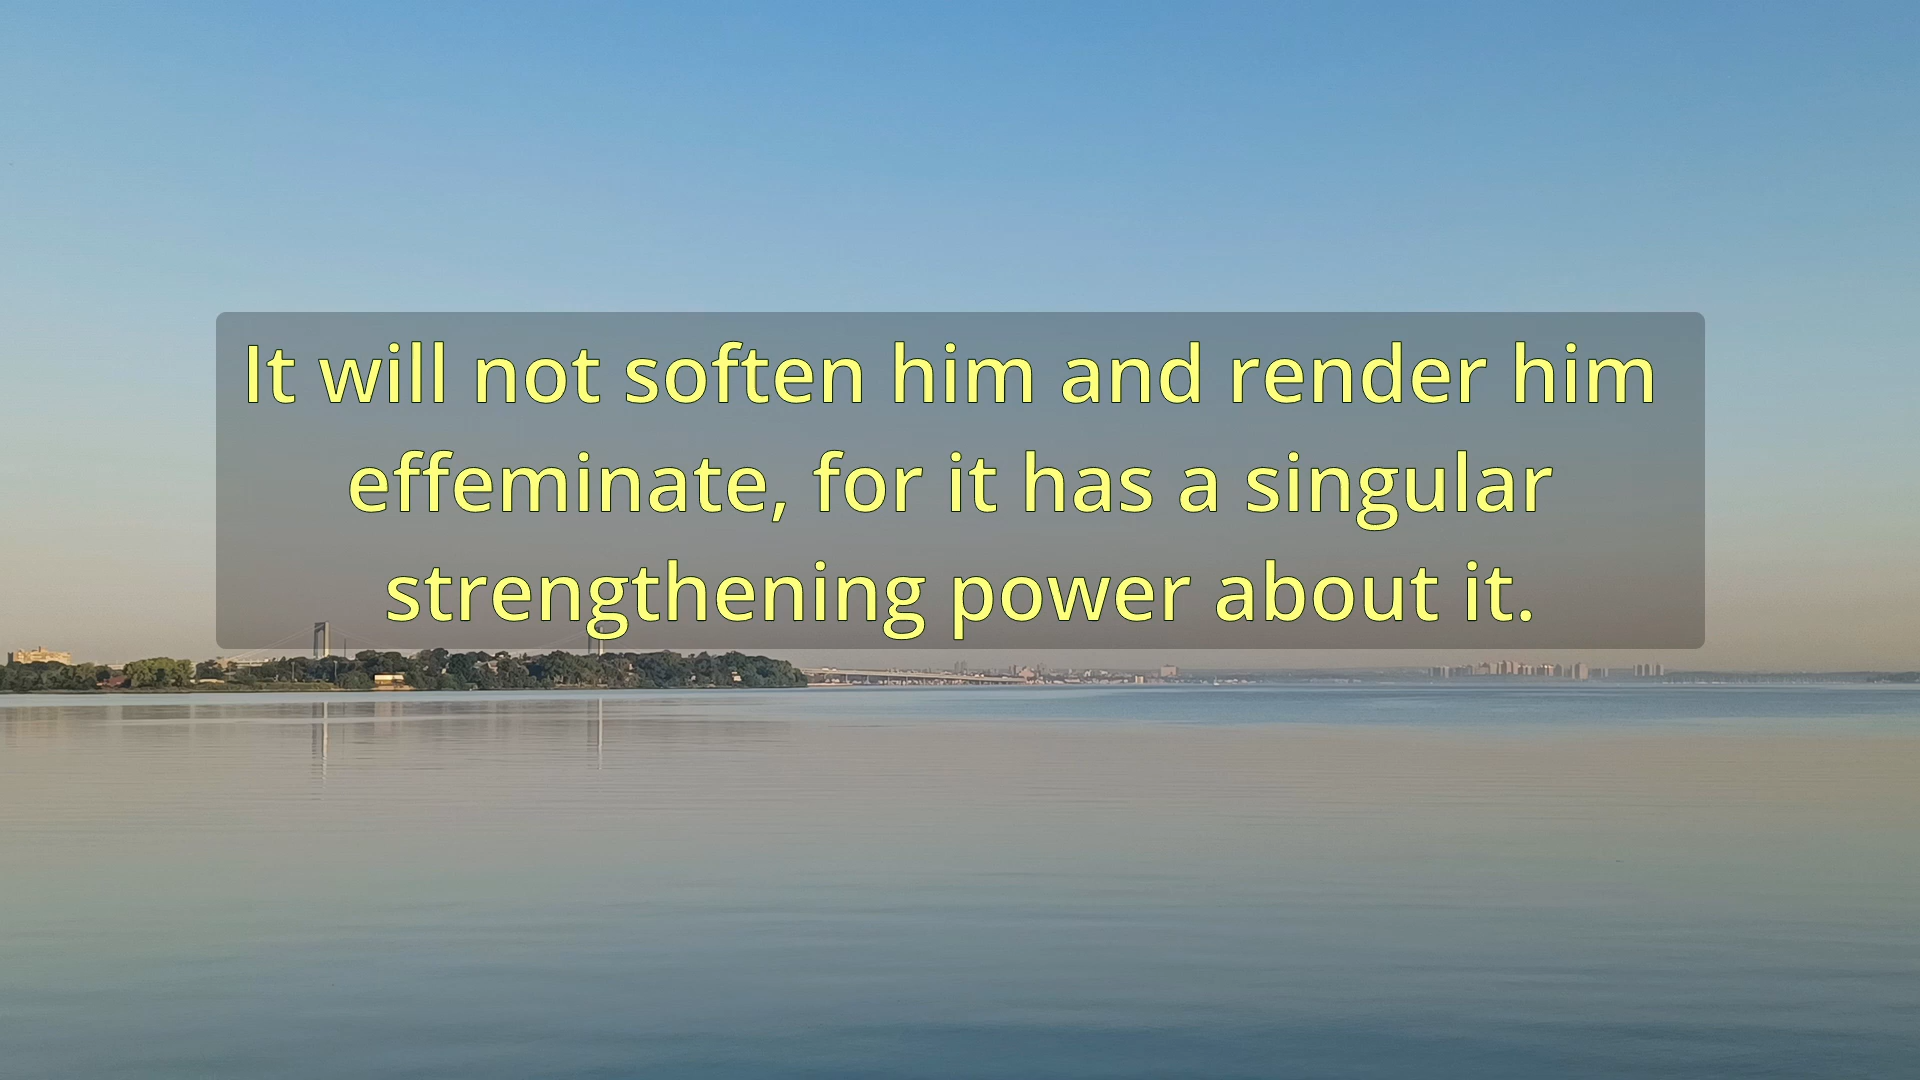 It will not soften him and render him
effeminate, for it has a singular
strengthening power about it.